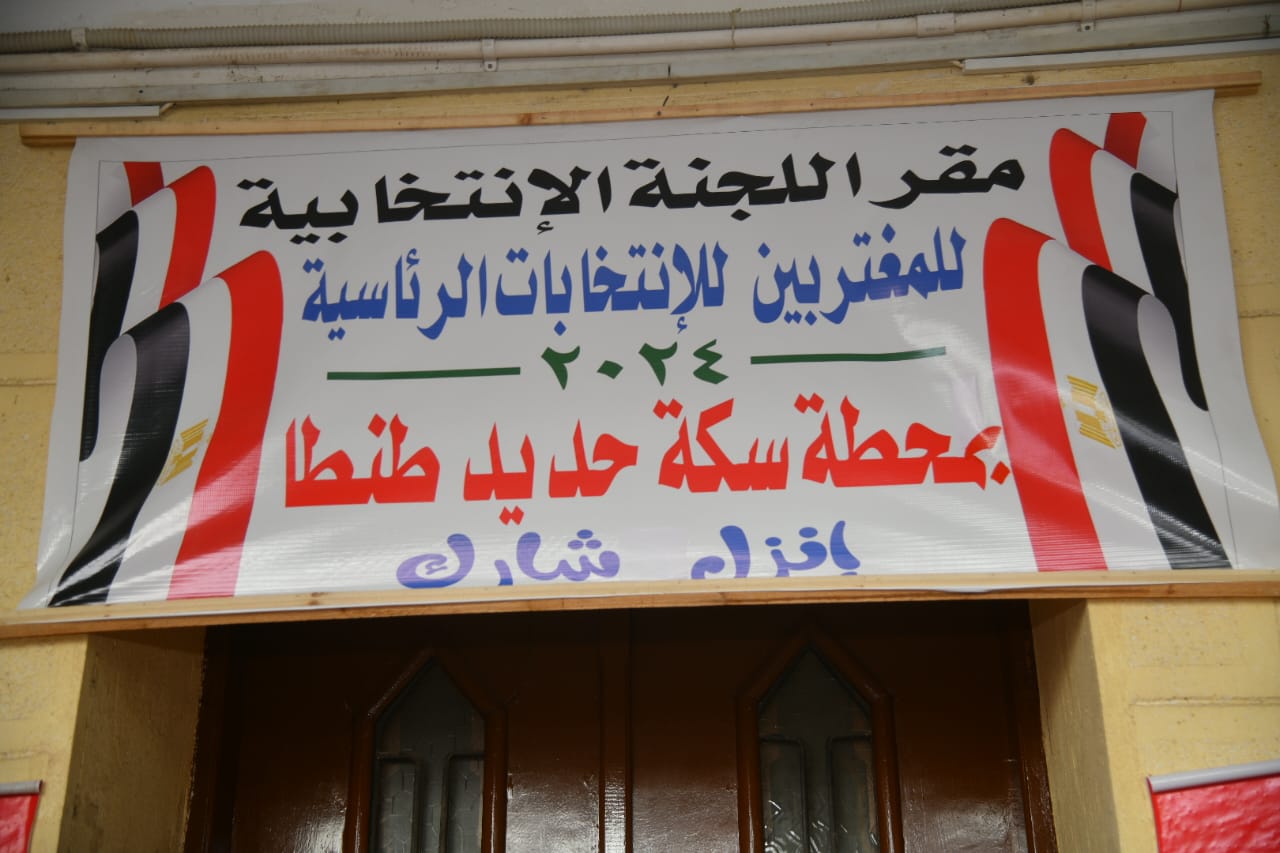 مقر اللجنة الإنتخابية
للمغتربين للإنتخابات الرئاسية
٢٠٢٤
بمحطة سكة حديد طنطا
إنزل شارك